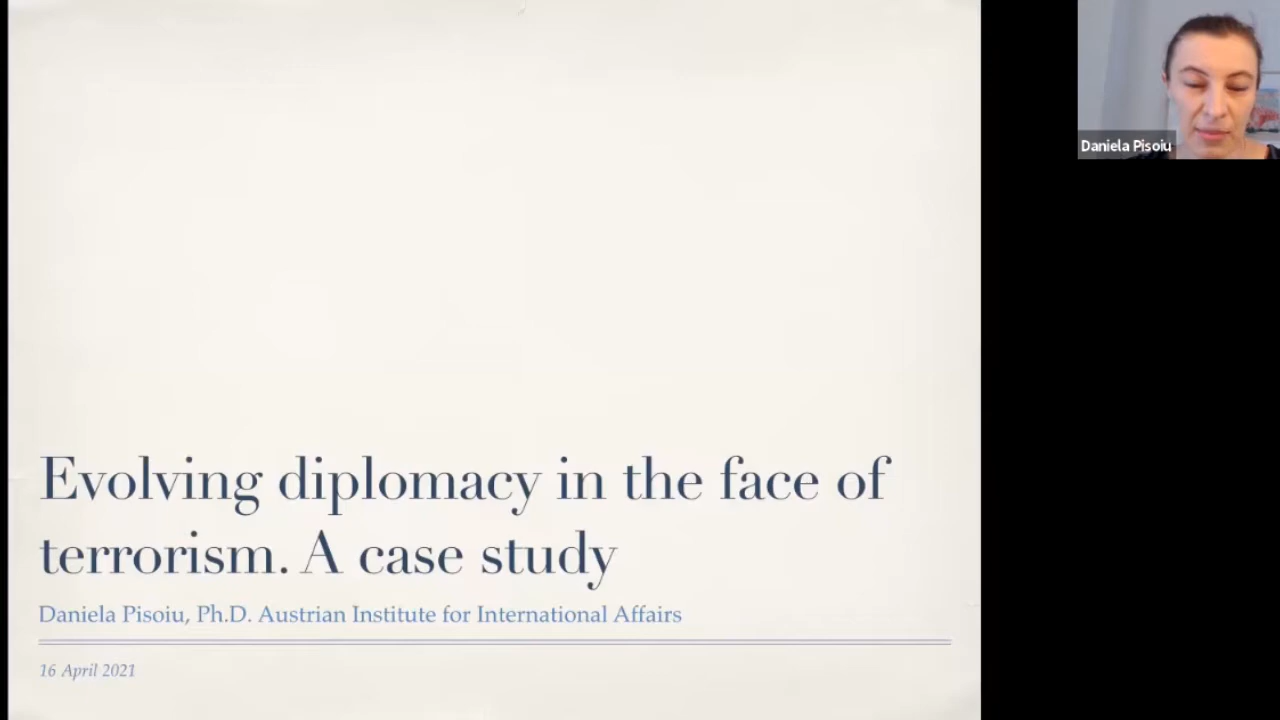 Evolving diplomacy in the face of
terrorism. A case study
Daniela Pisoiu, Ph.D. Austrian Institute for International Affairs
16 April 2021
Daniela Pisoiu